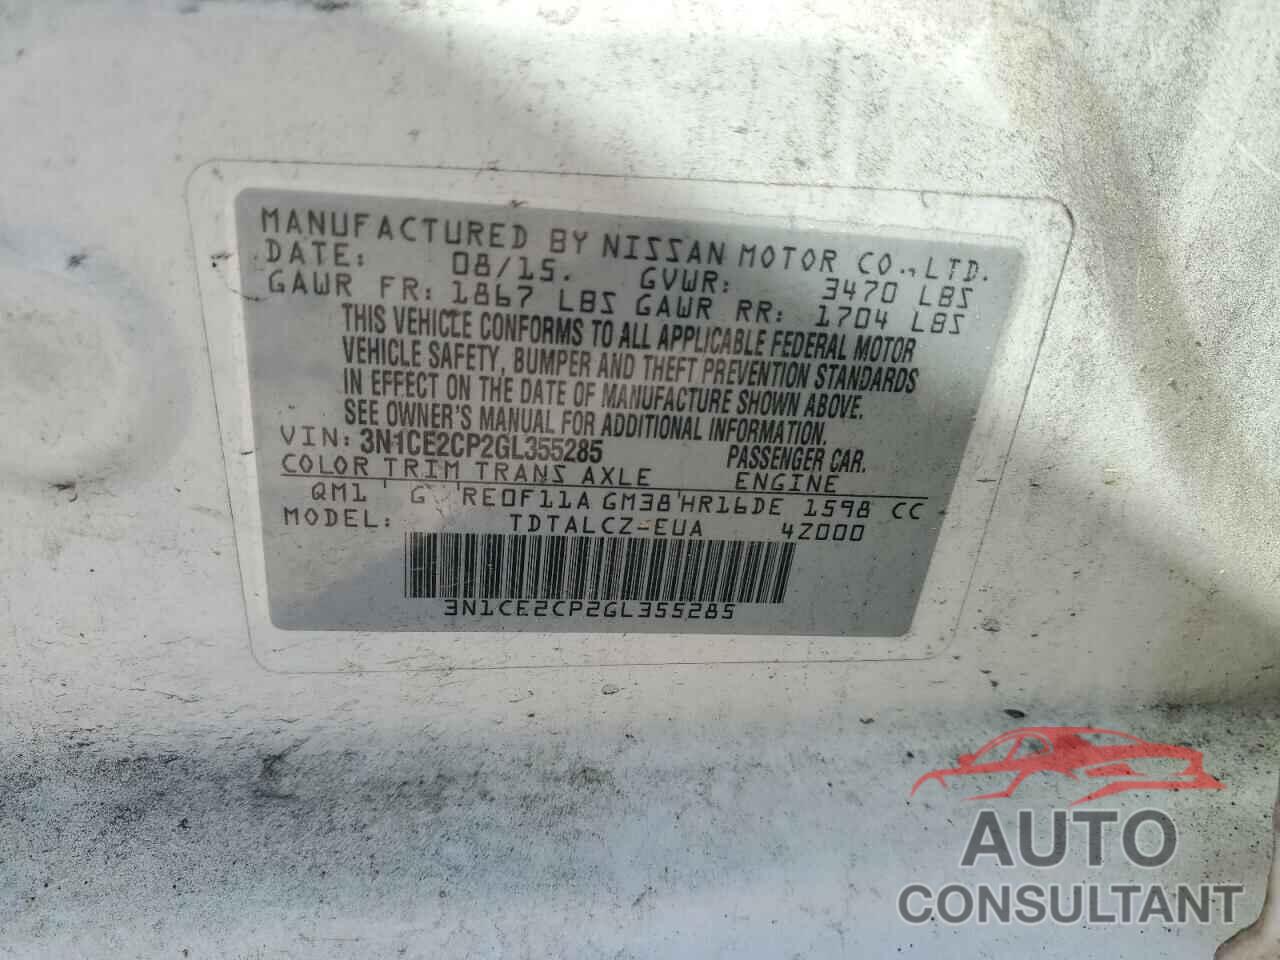 MANUFACTURED BY NISSAN MOTOR CO., LTD.
DATE: 08/15. GVWR: 3470 LBS
GAWR FR: 1867 LBS GAWR RR: 1704 LBS
THIS VEHICLE CONFORMS TO ALL APPLICABLE FEDERAL MOTOR
VEHICLE SAFETY, BUMPER AND THEFT PREVENTION STANDARDS
IN EFFECT ON THE DATE OF MANUFACTURE SHOWN ABOVE.
SEE OWNER'S MANUAL FOR ADDITIONAL INFORMATION.
VIN: 3N1CE2CP2GL355285 PASSENGER CAR.
COLOR TRIM TRANS AXLE ENGINE
QM1 G RE0F11A GM38 HR16DE 1598 CC
MODEL: TDTALCZ-EUA 4Z000
3N1CE2CP2GL355285
AUTO
CONSULTANT